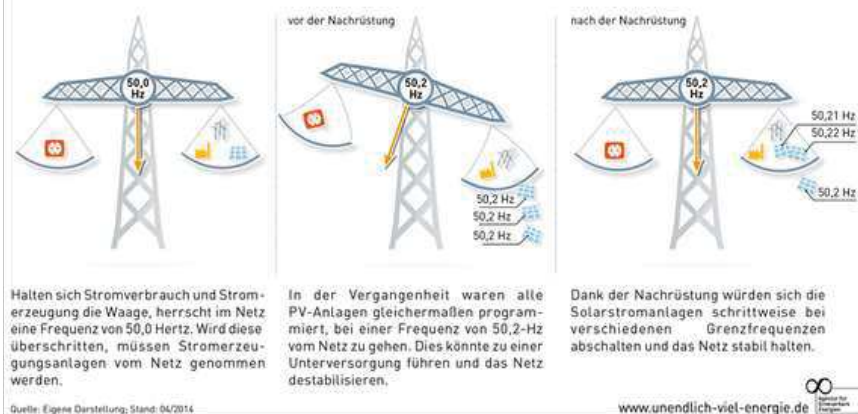 vor der Nachrüstung
nach der Nachrüstung
50,0
Hz
50,2
Hz
50,2 Hz
50,2 Hz
50,2 Hz
50,2
Hz
50,21 Hz
50,22 Hz
50,2 Hz
Halten sich Stromverbrauch und Strom-
erzeugung die Waage, herrscht im Netz
eine Frequenz von 50,0 Hertz. Wird diese
überschritten, müssen Stromerzeu-
gungsanlagen vom Netz genommen
werden.
In der Vergangenheit waren alle
PV-Anlagen gleichermaßen program-
miert, bei einer Frequenz von 50,2-Hz
vom Netz zu gehen. Dies könnte zu einer
Unterversorgung führen und das Netz
destabilisieren.
Dank der Nachrüstung würden sich die
Solarstromanlagen schrittweise bei
verschiedenen Grenzfrequenzen
abschalten und das Netz stabil halten.
Quelle: Eigene Darstellung; Stand: 04/2014
www.unendlich-viel-energie.de
Agentur für
Erneuerbare
Energien